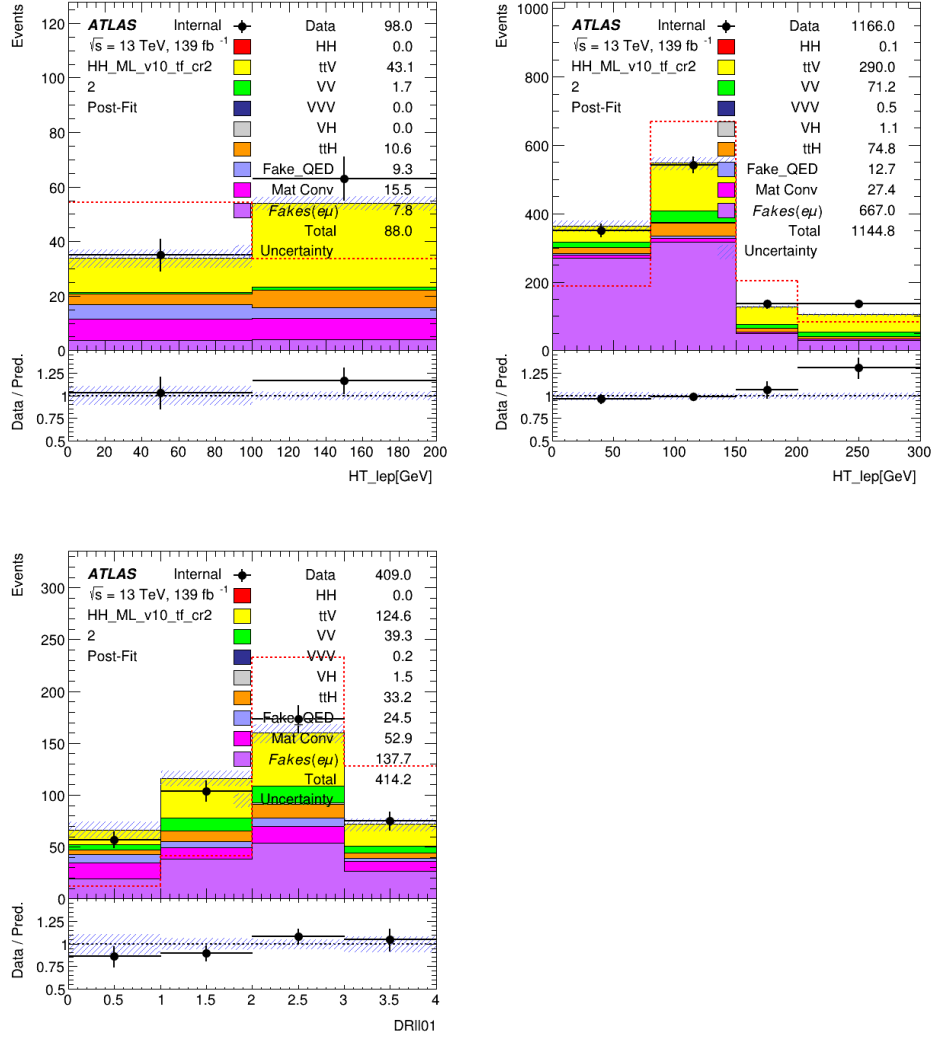 Events
ATLAS Internal Data 98.0
√s = 13 TeV, 139 fb -1 HH 0.0
HH_ML_v10_tf_cr2 ttV 43.1
2 VV 1.7
Post-Fit VVV 0.0
VH 0.0
ttH 10.6
Fake_QED 9.3
Mat Conv 15.5
Fakes(eμ) 7.8
Total 88.0
Uncertainty
120
100
80
60
40
20
0
Data / Pred.
1.25
1
0.75
0.5
0 20 40 60 80 100 120 140 160 180 200
HT_lep[GeV]
Events
ATLAS Internal Data 1166.0
√s = 13 TeV, 139 fb -1 HH 0.1
HH_ML_v10_tf_cr2 ttV 290.0
2 VV 71.2
Post-Fit VVV 0.5
VH 1.1
ttH 74.8
Fake_QED 12.7
Mat Conv 27.4
Fakes(eμ) 667.0
Total 1144.8
Uncertainty
1000
800
600
400
200
0
Data / Pred.
1.25
1
0.75
0.5
0 50 100 150 200 250 300
HT_lep[GeV]
Events
ATLAS Internal Data 409.0
√s = 13 TeV, 139 fb -1 HH 0.0
HH_ML_v10_tf_cr2 ttV 124.6
2 VV 39.3
Post-Fit VVV 0.2
VH 1.5
ttH 33.2
Fake_QED 24.5
Mat Conv 52.9
Fakes(eμ) 137.7
Total 414.2
Uncertainty
300
250
200
150
100
50
0
Data / Pred.
1.25
1
0.75
0.5
0 0.5 1 1.5 2 2.5 3 3.5 4
DRll01